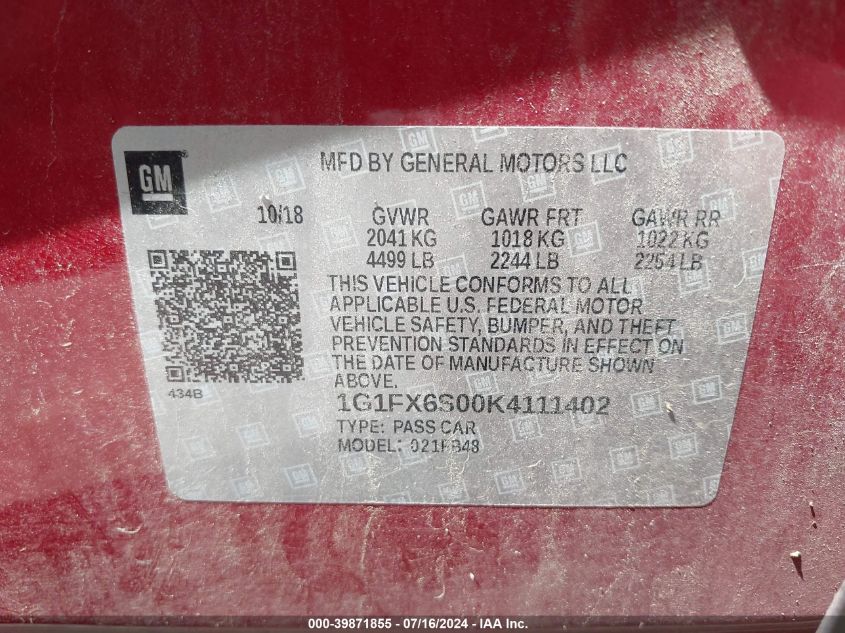 GM
MFD BY GENERAL MOTORS LLC
10/18 GVWR GAWR FRT GAWR RR
2041 KG 1018 KG 1022 KG
4499 LB 2244 LB 2254 LB
THIS VEHICLE CONFORMS TO ALL
APPLICABLE U.S. FEDERAL MOTOR
VEHICLE SAFETY, BUMPER, AND THEFT
PREVENTION STANDARDS IN EFFECT ON
THE DATE OF MANUFACTURE SHOWN
ABOVE.
434B
1G1FX6S00K4111402
TYPE: PASS CAR
MODEL:
000-39871855 / 07/16/2024 / IAA Inc.